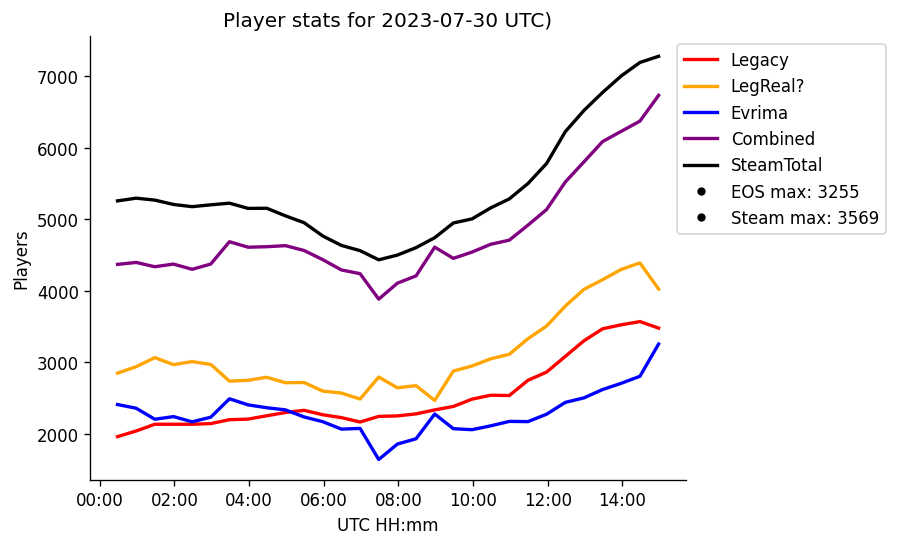 Player stats for 2023-07-30 UTC)
Players
7000
6000
5000
4000
3000
2000
00:00 02:00 04:00 06:00 08:00 10:00 12:00 14:00
UTC HH:mm
Legacy
LegReal?
Evrima
Combined
SteamTotal
EOS max: 3255
Steam max: 3569